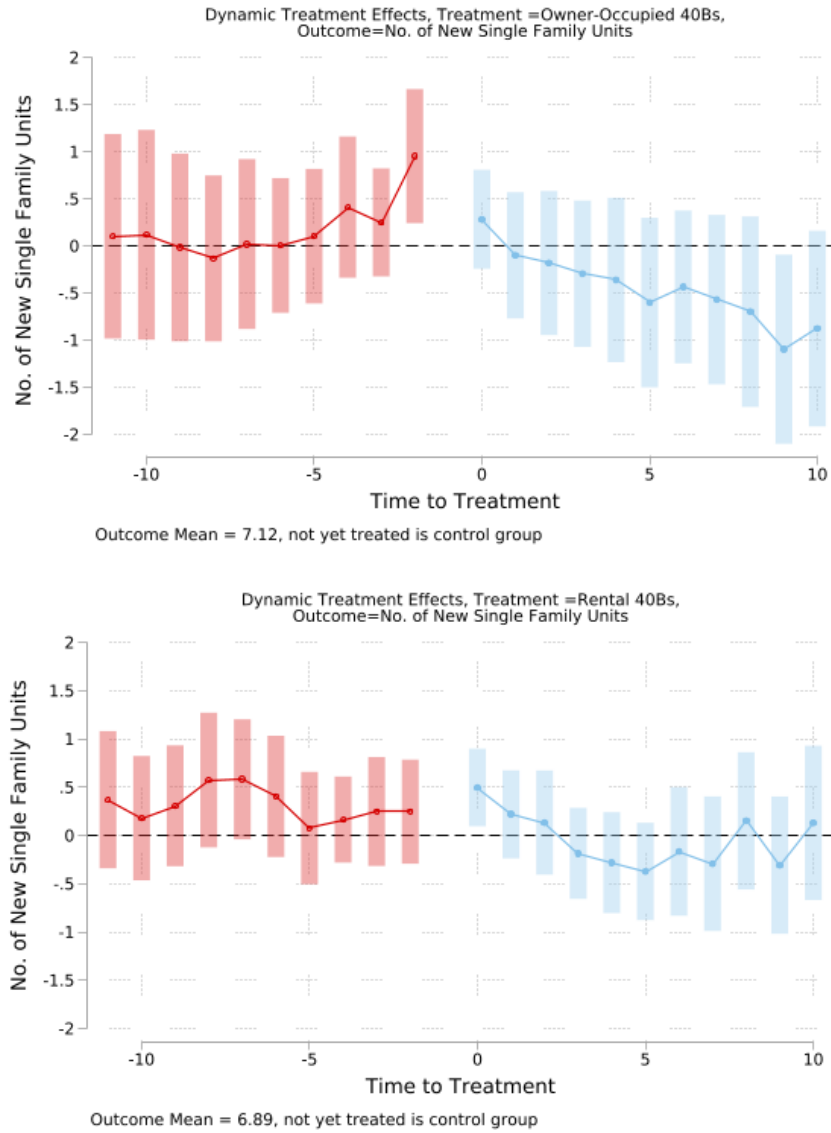 Dynamic Treatment Effects, Treatment =Owner-Occupied 40Bs,
Outcome=No. of New Single Family Units
No. of New Single Family Units
2
1.5
1
.5
0
-.5
-1
-1.5
-2
-10
-5
0
5
10
Time to Treatment
Outcome Mean = 7.12, not yet treated is control group
Dynamic Treatment Effects, Treatment =Rental 40Bs,
Outcome=No. of New Single Family Units
No. of New Single Family Units
2
1.5
1
.5
0
-.5
-1
-1.5
-2
-10
-5
0
5
10
Time to Treatment
Outcome Mean = 6.89, not yet treated is control group